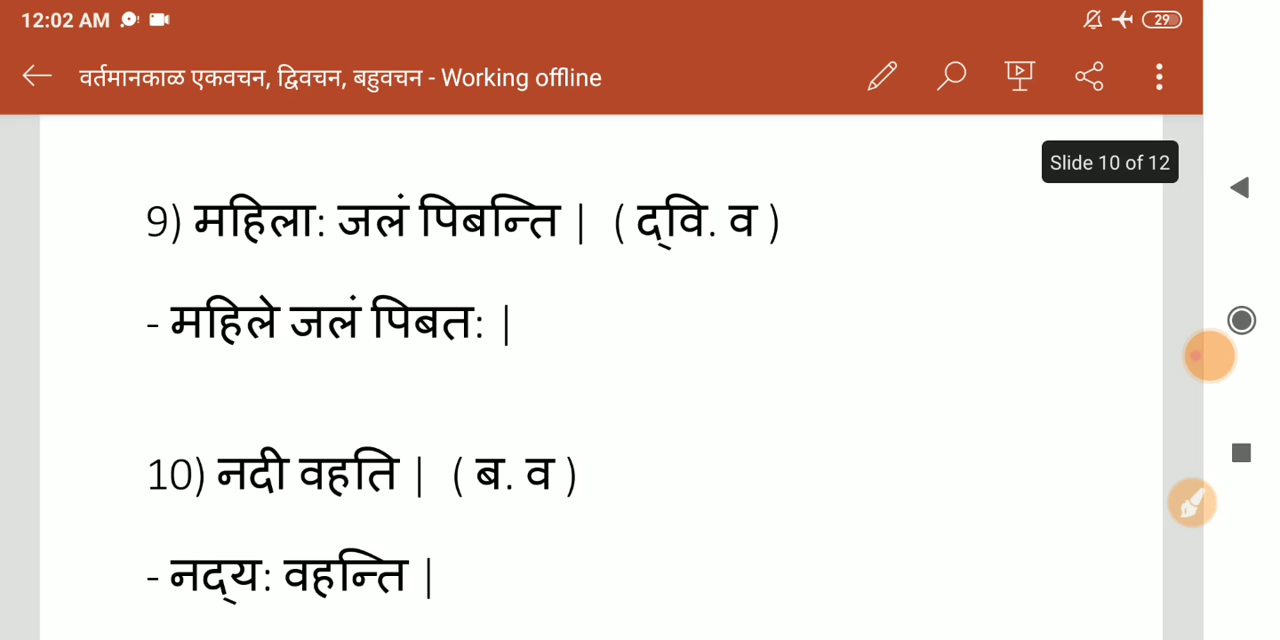 12:02 AM
29
वर्तमानकाळ एकवचन, द्विवचन, बहुवचन - Working offline
Slide 10 of 12
9) महिला: जलं पिबन्ति | ( द्‌वि. व )
- महिले जलं पिबत: |
10) नदी वहति | ( ब. व )
- नद्‌य: वहन्ति |